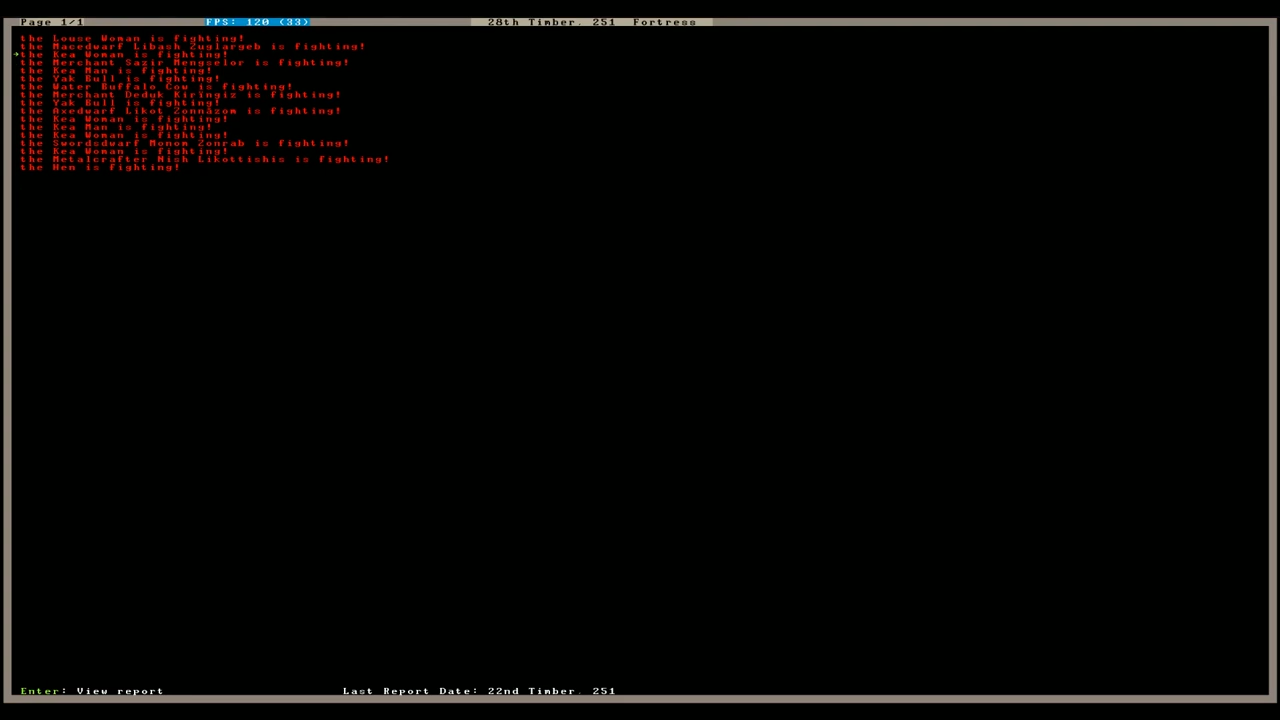 Page 1/1 FPS: 120 (33) 28th Timber, 251 Fortress
the Louse Woman is fighting!
the Macedwarf Libash Zuglargeb is fighting!
the Kea Woman is fighting!
the Merchant Sazir Mengselor is fighting!
the Kea Man is fighting!
the Yak Bull is fighting!
the Water Buffalo Cow is fighting!
the Merchant Deduk Kiringiz is fighting!
the Yak Bull is fighting!
the Axedwarf Likot Zonnazom is fighting!
the Kea Woman is fighting!
the Kea Man is fighting!
the Kea Woman is fighting!
the Swordsdwarf Monom Zonrab is fighting!
the Kea Woman is fighting!
the Metalcrafter Nish Likottishis is fighting!
the Hen is fighting!
Enter: View report Last Report Date: 22nd Timber, 251